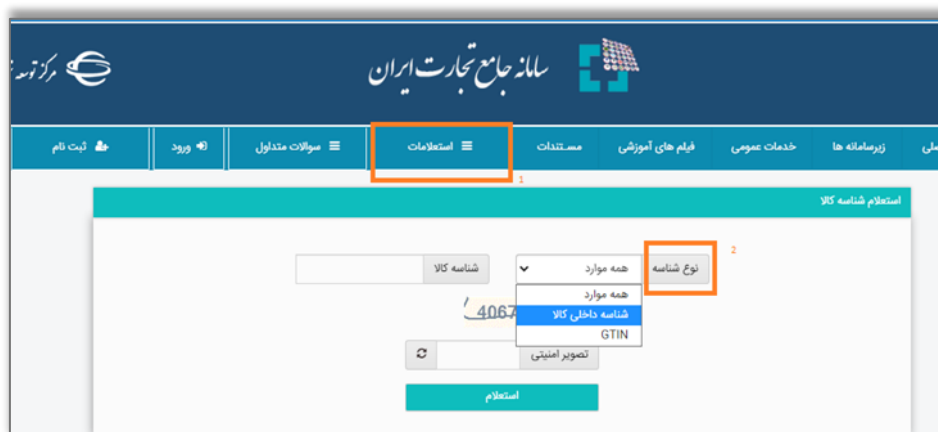 سامانه جامع تجارت ایران
مرکز توسعه
زیرسامانه ها
خدمات عمومی
فیلم های آموزشی
مستندات
استعلامات
سوالات متداول
ورود
ثبت نام
1
استعلام شناسه کالا
2
نوع شناسه
همه موارد
شناسه کالا
همه موارد
شناسه داخلی کالا
GTIN
4067
تصویر امنیتی
استعلام